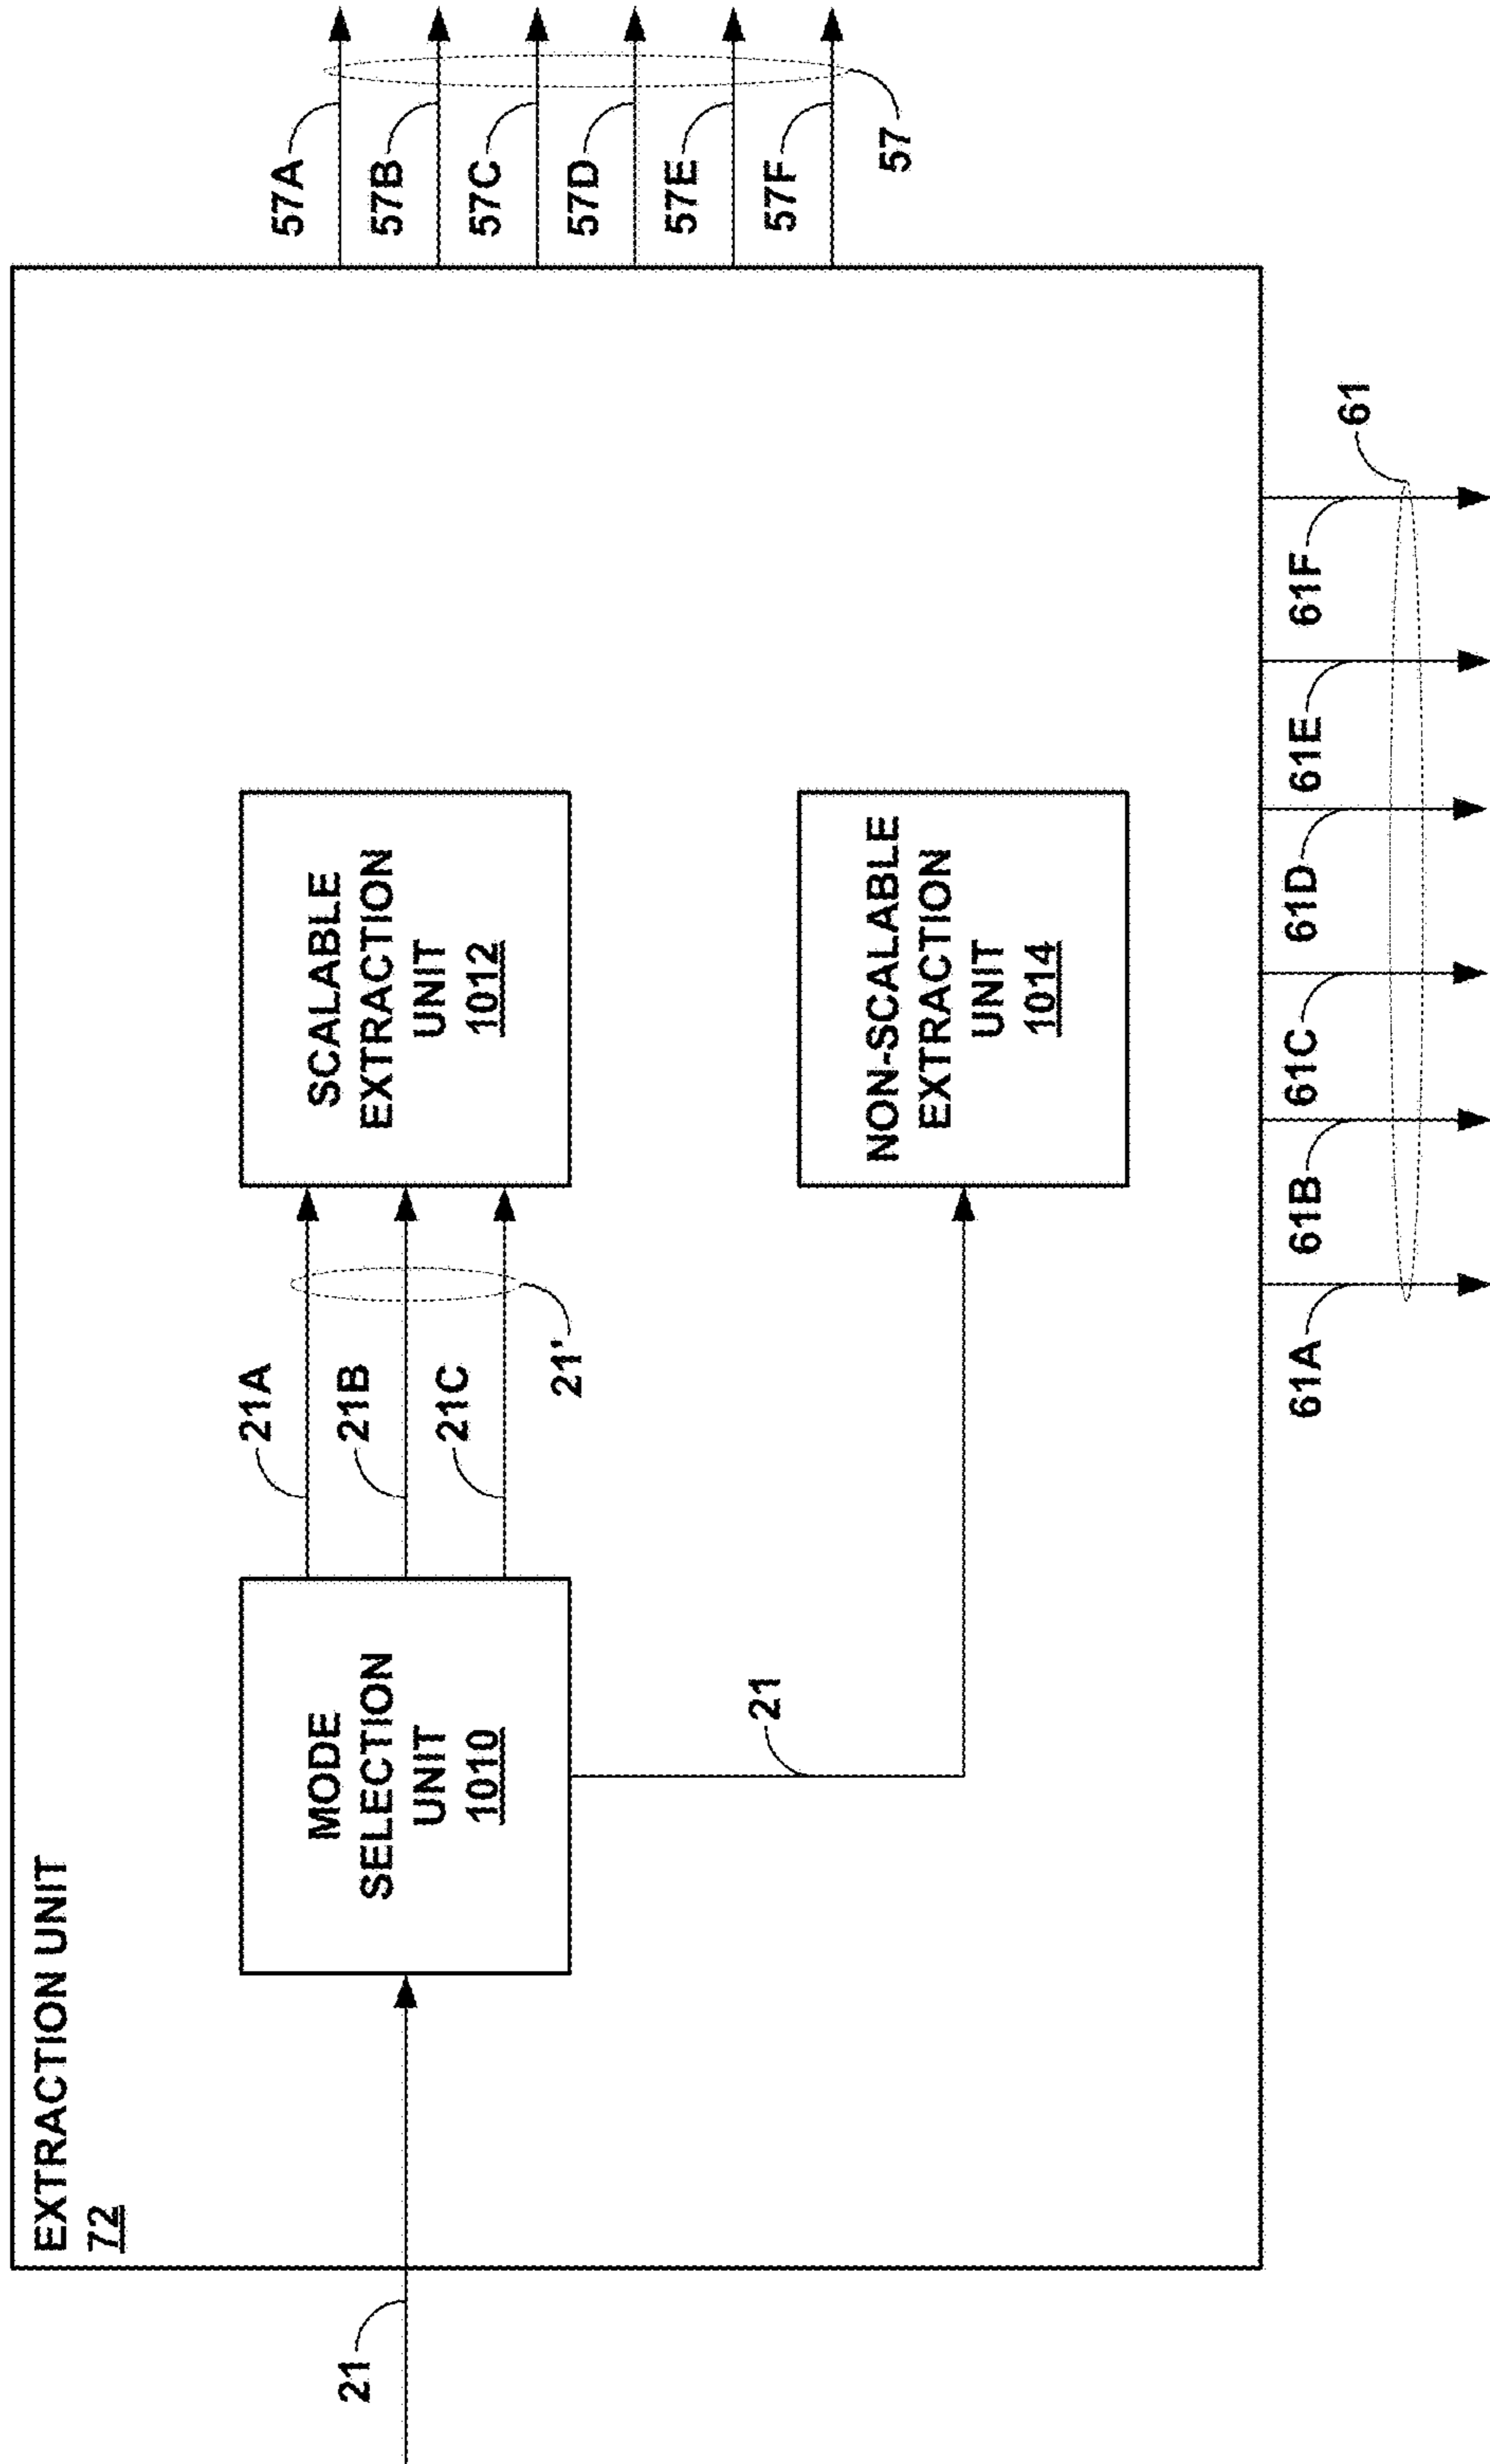 EXTRACTION UNIT
72
21
MODE
SELECTION
UNIT
1010
21A
21B
21C
21'
21
SCALABLE
EXTRACTION
UNIT
1012
NON-SCALABLE
EXTRACTION
UNIT
1014
57A
57B
57C
57D
57E
57F
57
61A
61B
61C
61D
61E
61F
61